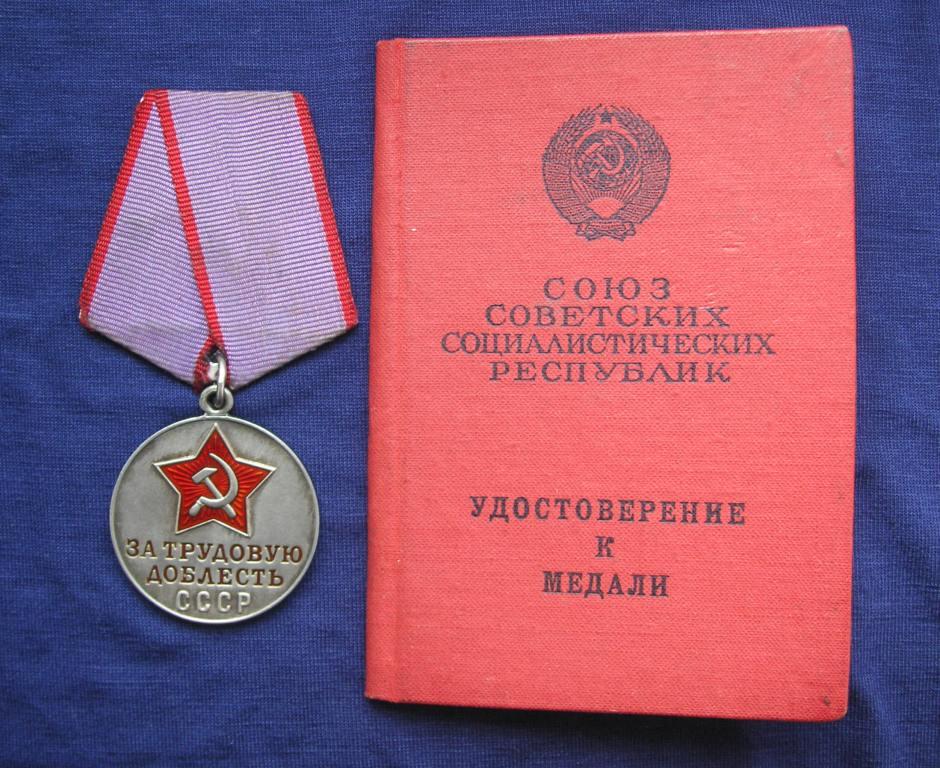 ЗА ТРУДОВУЮ
ДОБЛЕСТЬ
СССР
СОЮЗ
СОВЕТСКИХ
СОЦИАЛИСТИЧЕСКИХ
РЕСПУБЛИК
УДОСТОВЕРЕНИЕ
К
МЕДАЛИ